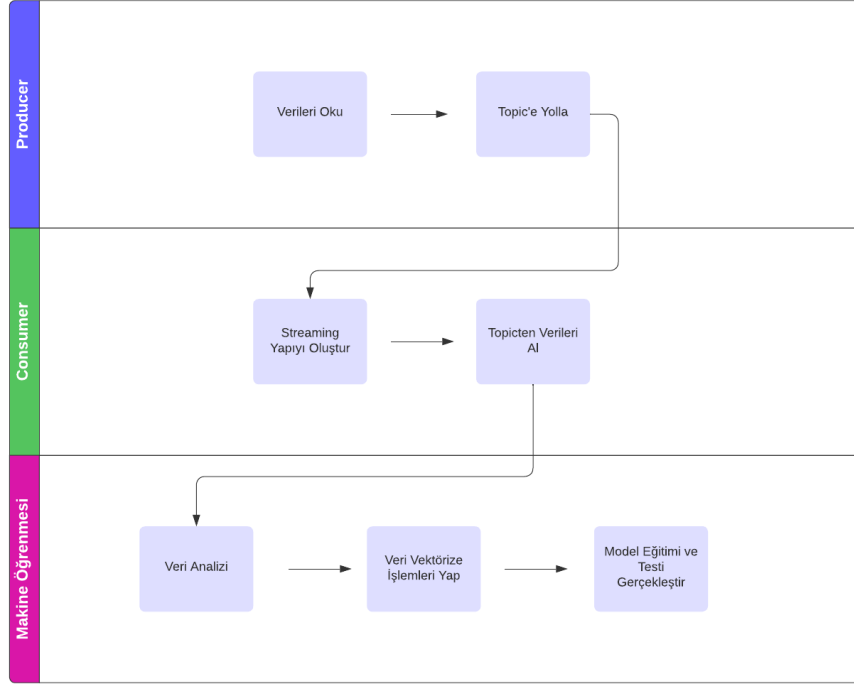 Producer
Verileri Oku
Topic'e Yolla
Consumer
Streaming
Yapıyı Oluştur
Topicten Verileri
Al
Makine Öğrenmesi
Veri Analizi
Veri Vektörize
İşlemleri Yap
Model Eğitimi ve
Testi
Gerçekleştir